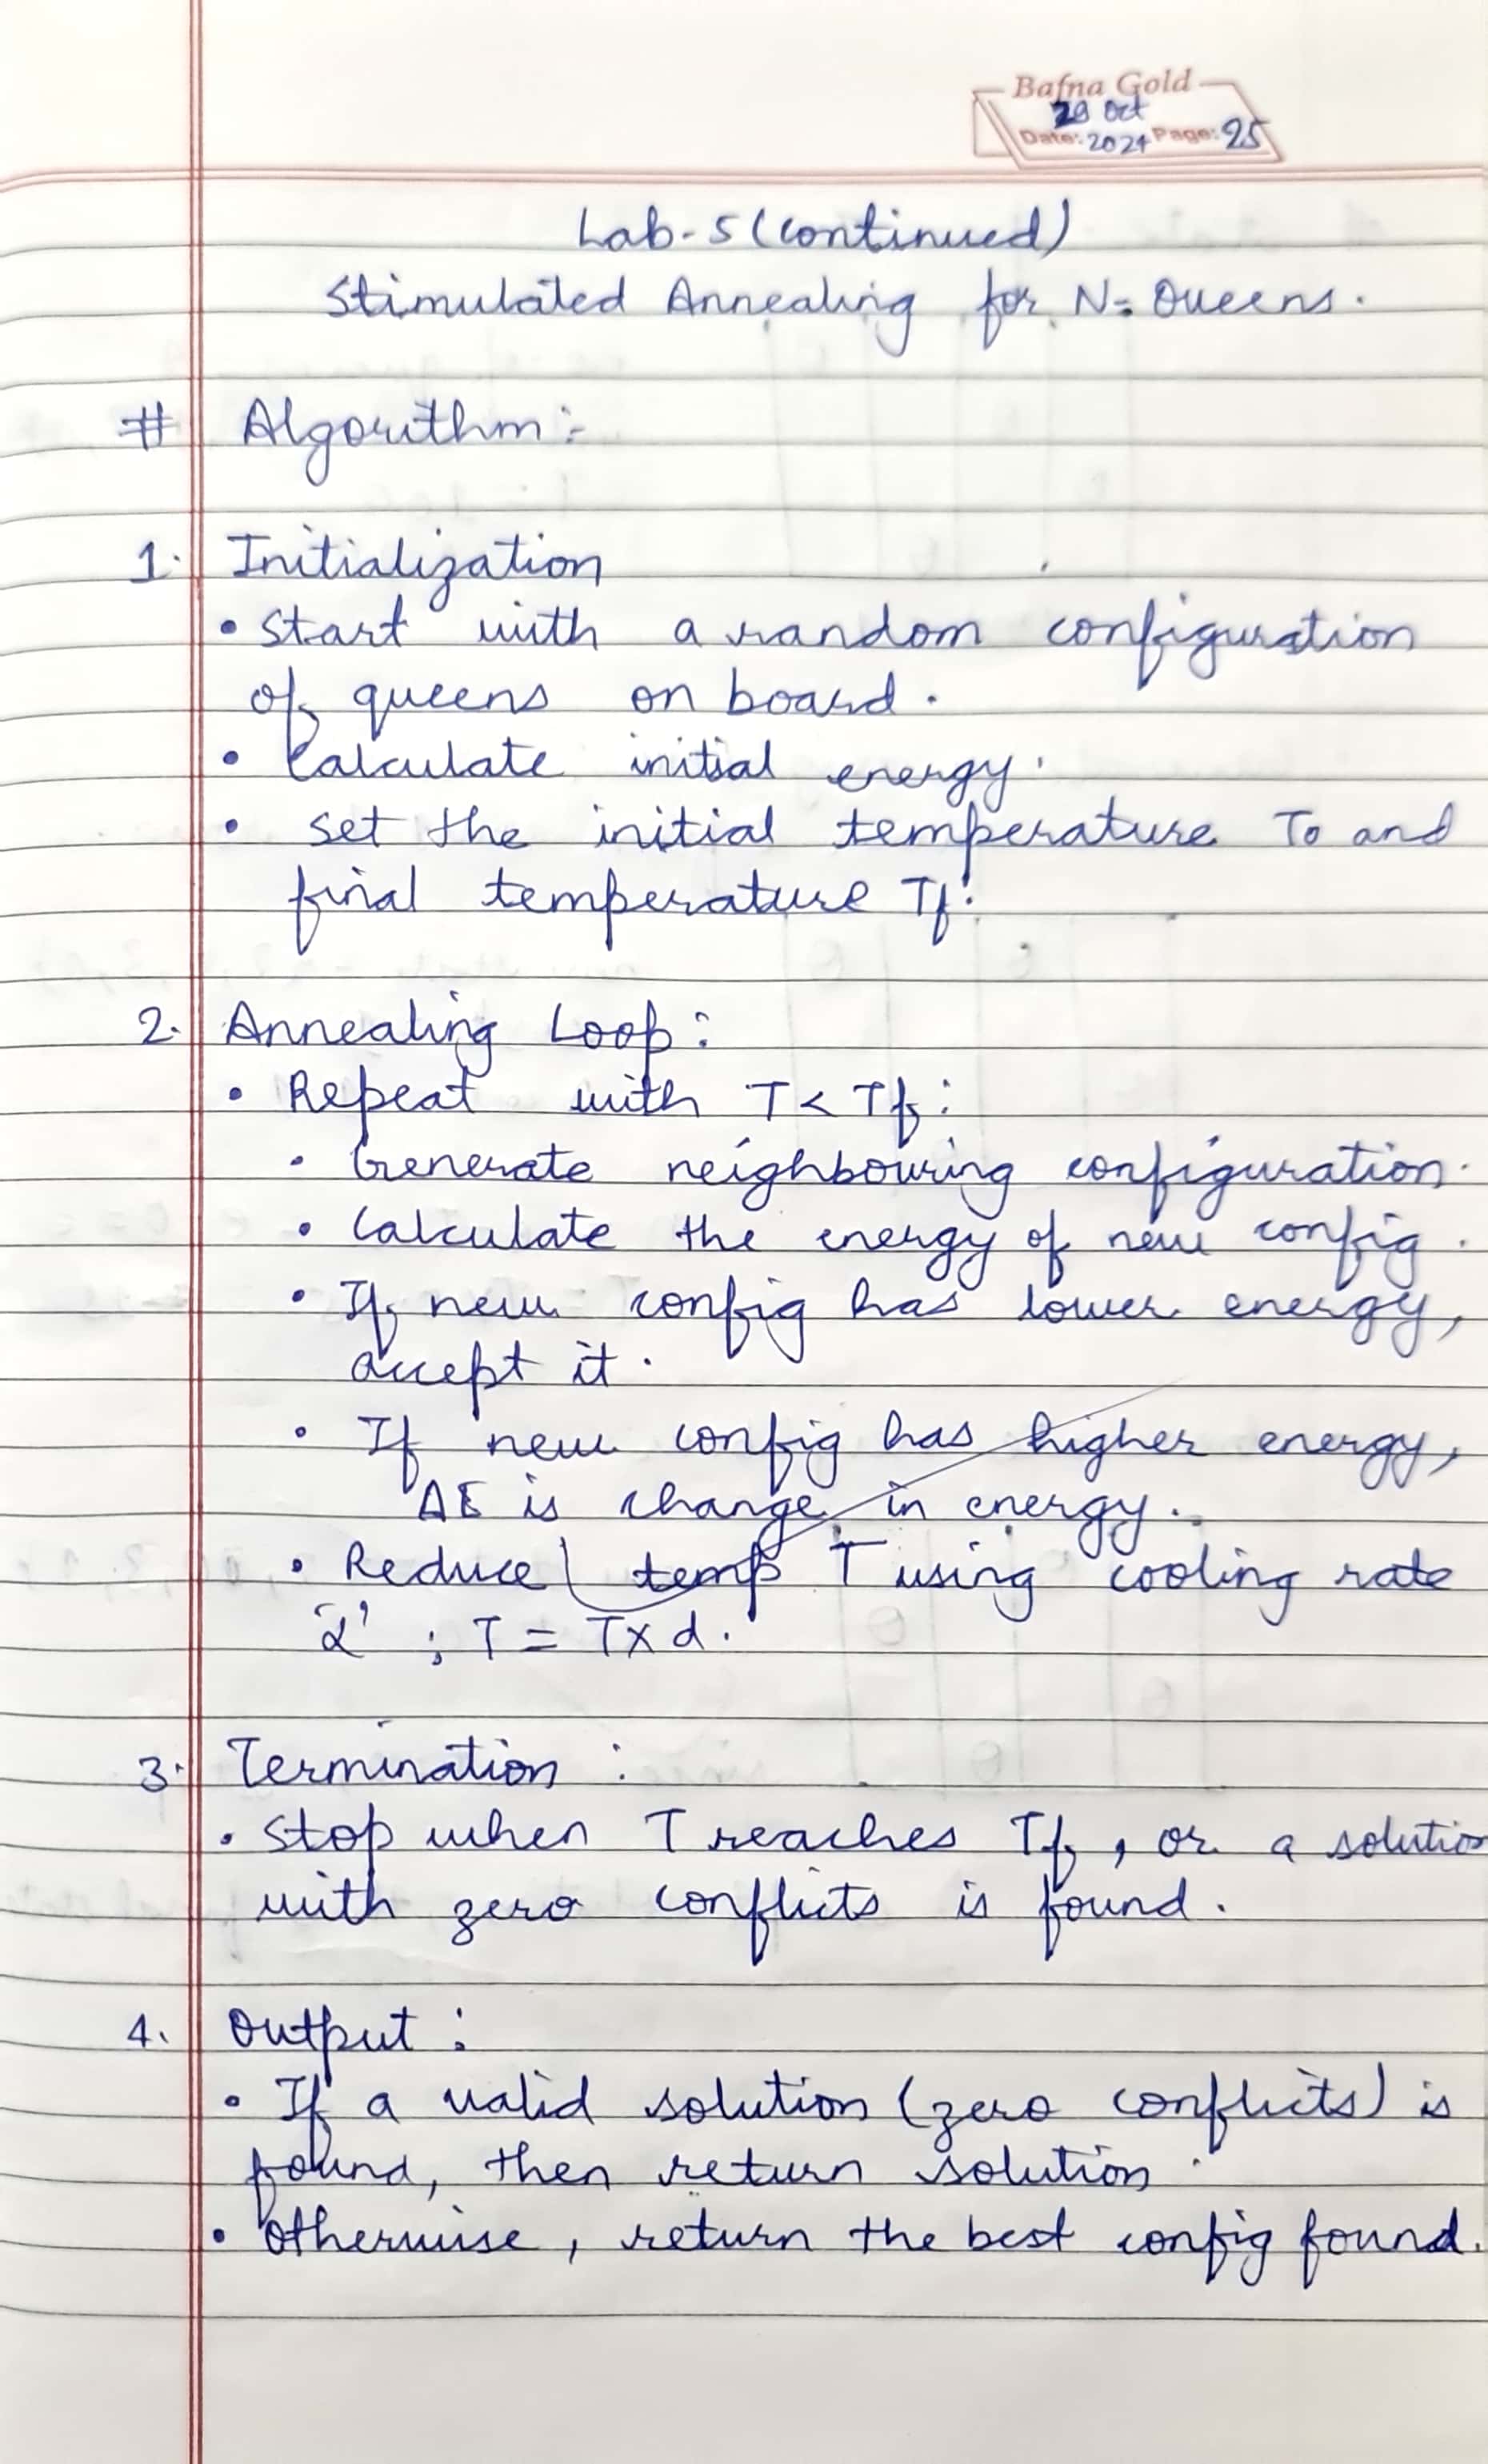 Bafna Gold
29 Oct
Date: 2024 Page: 25
Lab-5 (continued)
Stimulated Annealing for N-Queens.
# Algorithm:-
1. Initialization
• Start with a random configuration
of queens on board.
• Calculate initial energy.
• set the initial temperature T0 and
final temperature Tf.
2. Annealing Loop:
• Repeat with T < Tf:
• Generate neighbouring configuration.
• Calculate the energy of new config.
• If new config has lower energy,
accept it.
• If new config has higher energy,
ΔE is change in energy.
• Reduce temp T using cooling rate
'α' ; T = T x α.
3. Termination :
• Stop when T reaches Tf, or a solution
with zero conflicts is found.
4. Output :
• If a valid solution (zero conflicts) is
found, then return solution.
• Otherwise, return the best config found.